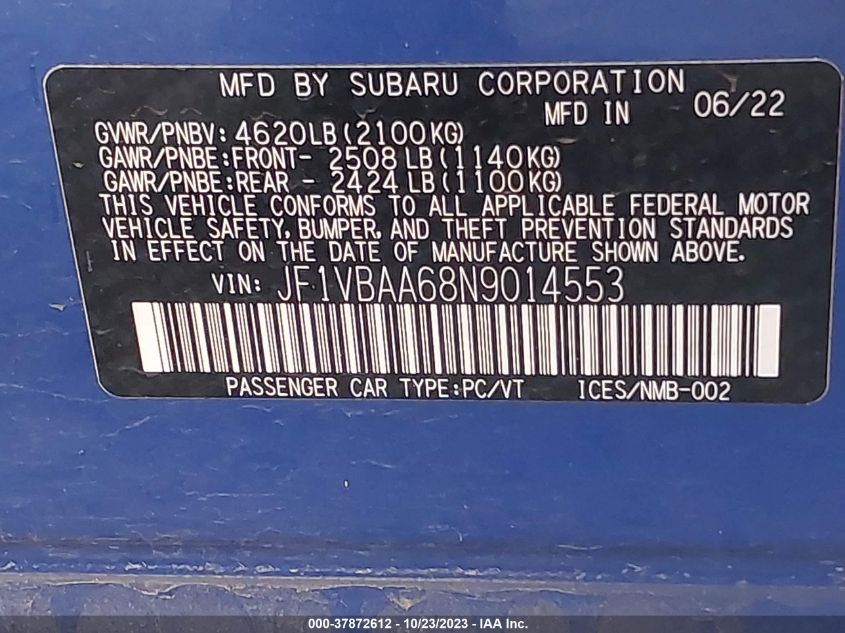 MFD BY SUBARU CORPORATION
MFD IN 06/22
GVWR/PNBV: 4620LB(2100KG)
GAWR/PNBE:FRONT- 2508 LB(1140KG)
GAWR/PNBE:REAR - 2424 LB(1100KG)
THIS VEHICLE CONFORMS TO ALL APPLICABLE FEDERAL MOTOR
VEHICLE SAFETY, BUMPER, AND THEFT PREVENTION STANDARDS
IN EFFECT ON THE DATE OF MANUFACTURE SHOWN ABOVE.
VIN: JF1VBAA68N9014553
PASSENGER CAR TYPE:PC/VT ICES/NMB-002
000-37872612 - 10/23/2023 - IAA Inc.